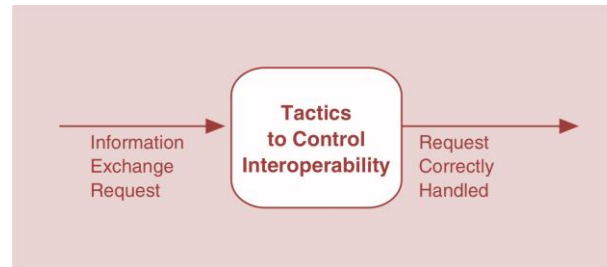 Information
Exchange
Request
Tactics
to Control
Interoperability
Request
Correctly
Handled